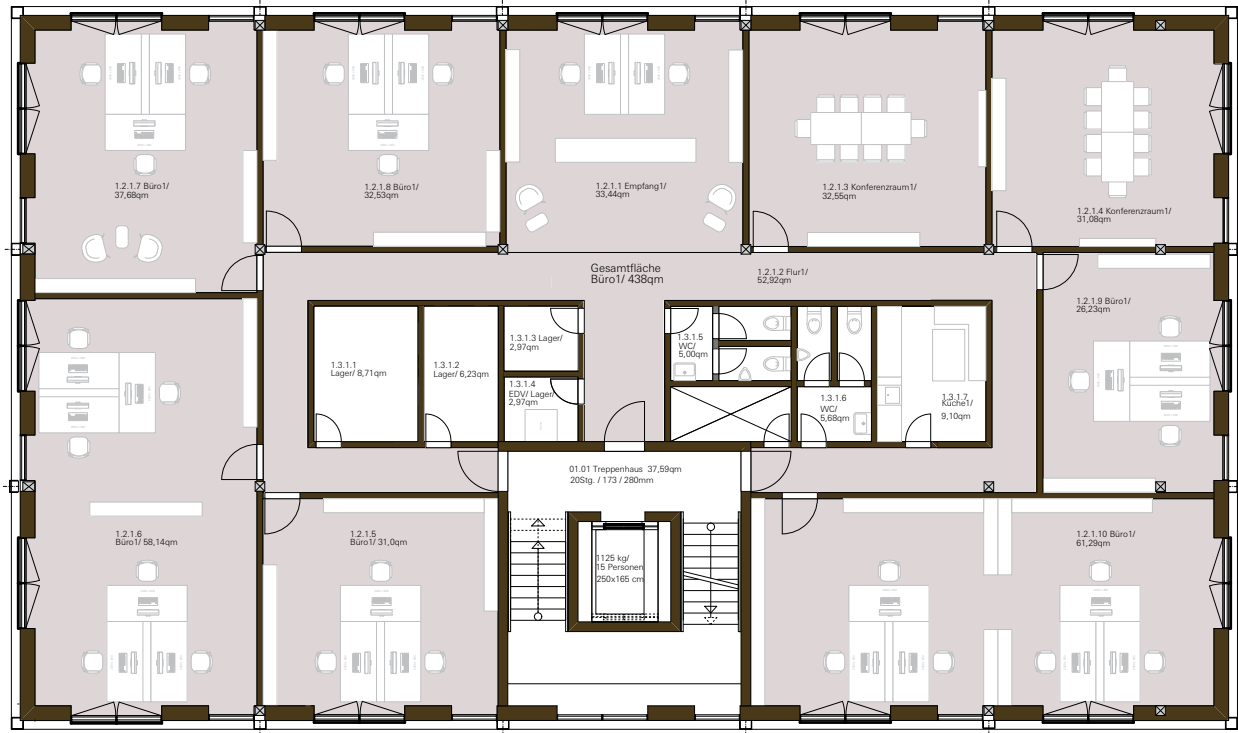 1.2.1.7 Büro1/
37,68qm
1.2.1.8 Büro1/
32,53qm
1.2.1.1 Empfang1/
33,44qm
1.2.1.3 Konferenzraum1/
32,55qm
1.2.1.4 Konferenzraum1/
31,08qm
Gesamtfläche
Büro1/ 438qm
1.2.1.2 Flur1/
52,92qm
1.2.1.9 Büro1/
26,23qm
1.3.1.1
Lager/ 8,71qm
1.3.1.2
Lager/ 6,23qm
1.3.1.3 Lager/
2,97qm
1.3.1.4
EDV/ Lager/
2,97qm
1.3.1.5
WC/
5,00qm
1.3.1.6
WC/
5,68qm
1.3.1.7
Küche1/
9,10qm
01.01 Treppenhaus 37,59qm
20Stg. / 173 / 280mm
1.2.1.6
Büro1/ 58,14qm
1.2.1.5
Büro1/ 31,0qm
1125 kg/
15 Personen
250x165 cm
1.2.1.10 Büro1/
61,29qm